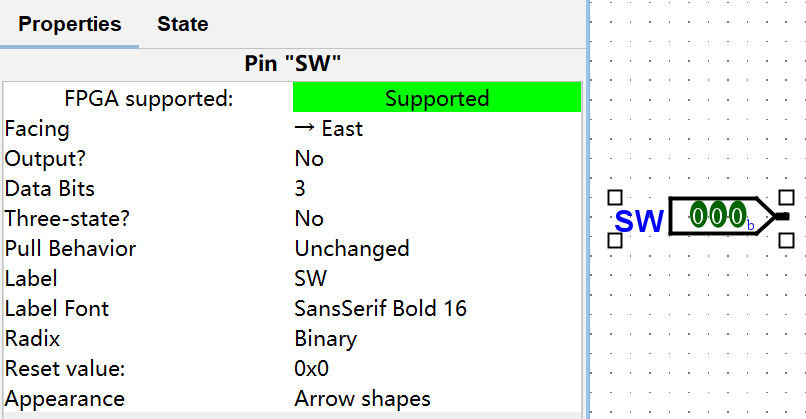 Properties State
Pin "SW"
FPGA supported: Supported
Facing → East
Output? No
Data Bits 3
Three-state? No
Pull Behavior Unchanged
Label SW
Label Font SansSerif Bold 16
Radix Binary
Reset value: 0x0
Appearance Arrow shapes
SW 000b